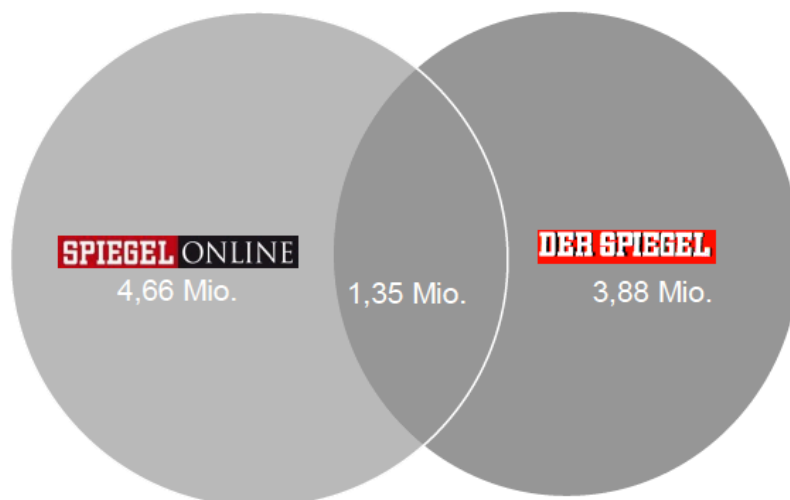 SPIEGEL ONLINE
4,66 Mio.
1,35 Mio.
DER SPIEGEL
3,88 Mio.